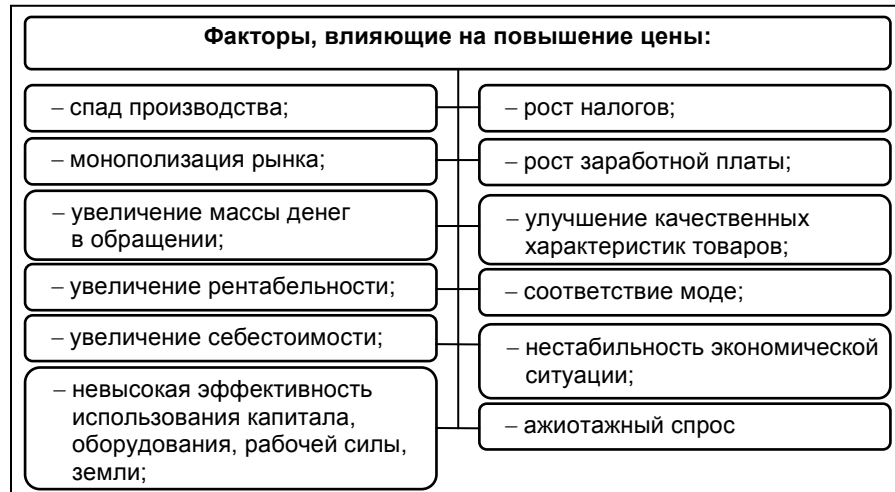 Факторы, влияющие на повышение цены:
– спад производства;
– монополизация рынка;
– увеличение массы денег
в обращении;
– увеличение рентабельности;
– увеличение себестоимости;
– невысокая эффективность
использования капитала,
оборудования, рабочей силы,
земли;
– рост налогов;
– рост заработной платы;
– улучшение качественных
характеристик товаров;
– соответствие моде;
– нестабильность экономической
ситуации;
– ажиотажный спрос